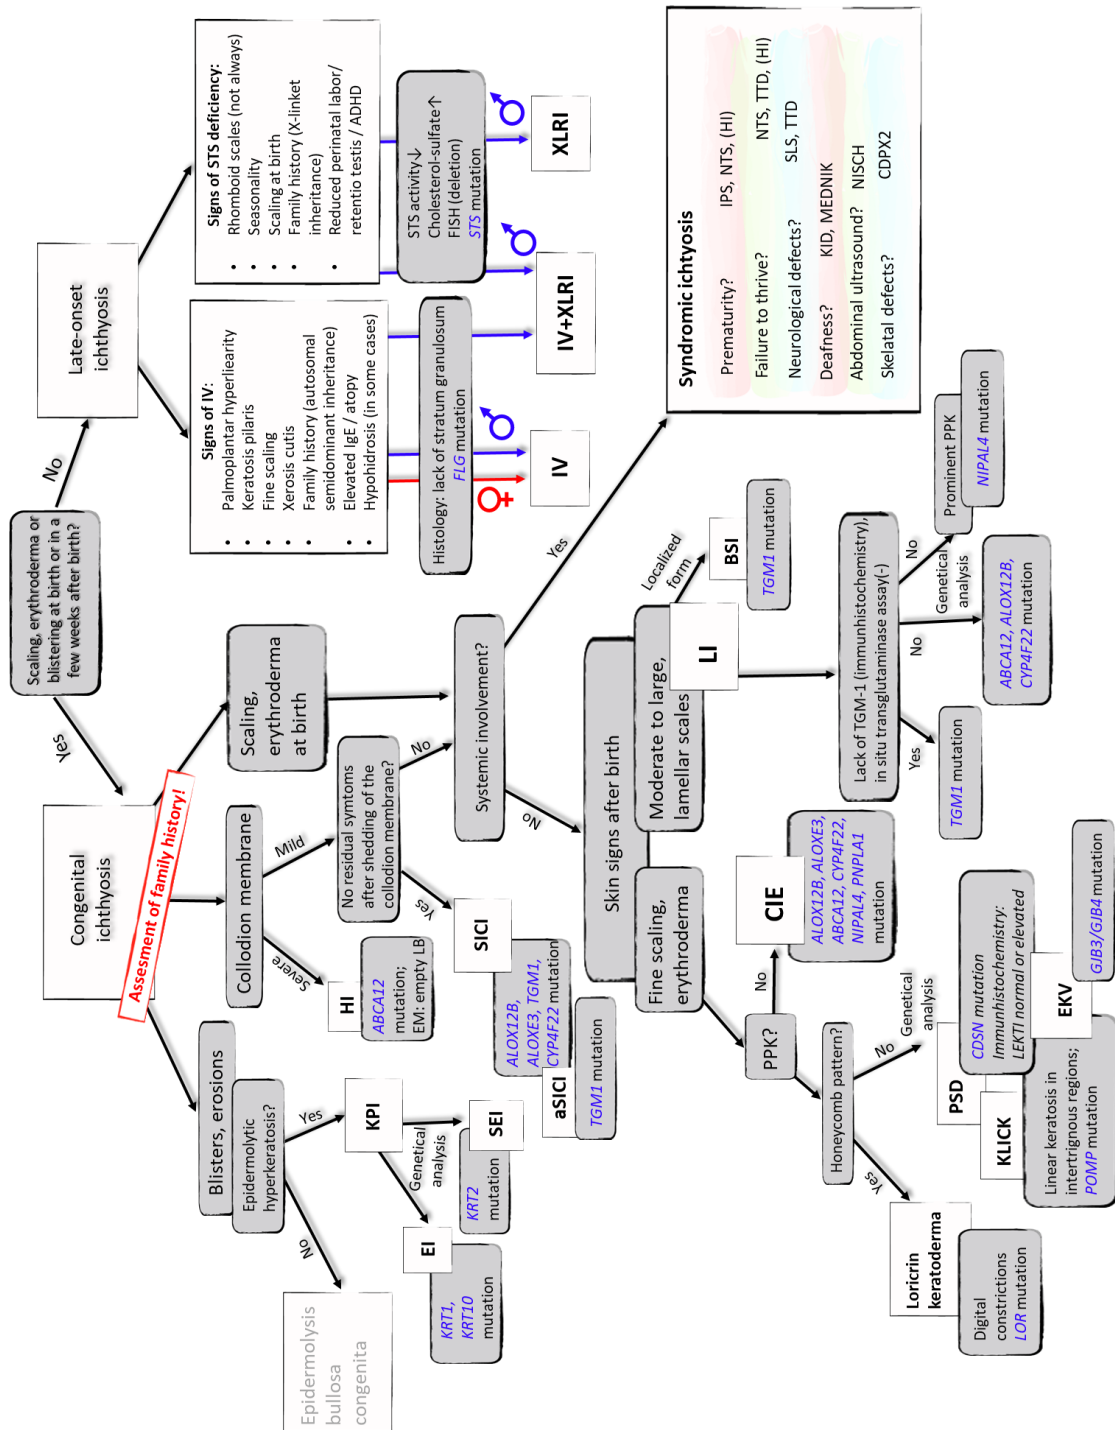 Scaling, erythroderma or
blistering at birth or in a
few weeks after birth?
Yes
No
Congenital
ichthyosis
Assesment of family history!
Late-onset
ichthyosis
Blisters, erosions
Epidermolytic
hyperkeratosis?
No
Yes
Epidermolysis
bullosa
congenita
KPI
Genetical
analysis
EI
KRT1,
KRT10
mutation
SEI
KRT2
mutation
Collodion membrane
Severe
Mild
HI
ABCA12
mutation;
EM: empty LB
No residual symtoms
after shedding of the
collodon membrane?
Yes
No
SICI
ALOX12B,
ALOXE3, TGM1,
CYP4F22 mutation
aSICI
TGM1 mutation
Scaling,
erythroderma
at birth
Systemic involvement?
No
Yes
Signs of IV:
• Palmoplantar hyperliearity
• Keratosis pilaris
• Fine scaling
• Xerosis cutis
• Family history (autosomal
semidominant inheritance)
• Elevated IgE / atopy
• Hypohidrosis (in some cases)
Histology: lack of stratum granulosum
FLG mutation
IV
IV+XLRI
Signs of STS deficiency:
• Rhomboid scales (not always)
• Seasonality
• Scaling at birth
• Family history (X-linket
inheritance)
• Reduced perinatal labor/
retentio testis / ADHD
STS activity↓
Cholesterol-sulfate↑
FISH (deletion)
STS mutation
XLRI
Syndromic ichtyosis
Prematurity? IPS, NTS, (HI)
Failure to thrive? NTS, TTD, (HI)
Neurological defects? SLS, TTD
Deafness? KID, MEDNIK
Abdominal ultrasound? NISCH
Skelatal defects? CDPX2
Skin signs after birth
Fine scaling,
erythroderma
Moderate to large,
lamellar scales
LI
Localized
form
BSI
TGM1 mutation
Lack of TGM-1 (immunhistochemistry),
in situ transglutaminase assay(-)
Yes
No
No
Genetical
analysis
TGM1 mutation
ABCA12, ALOX12B,
CYP4F22 mutation
Prominent PPK
NIPAL4 mutation
PPK?
No
CIE
ALOX12B, ALOXE3,
ABCA12, CYP4F22,
NIPAL4, PNPLA1
mutation
Honeycomb pattern?
Yes
No
Genetical
analysis
Loricrin
keratoderma
Digital
constrictions
LOR mutation
PSD
CDSN mutation
Immunhistochemistry:
LEKTI normal or elevated
KLICK
Linear keratosis in
intertrignous regions;
POMP mutation
EKV
GJB3/GJB4 mutation